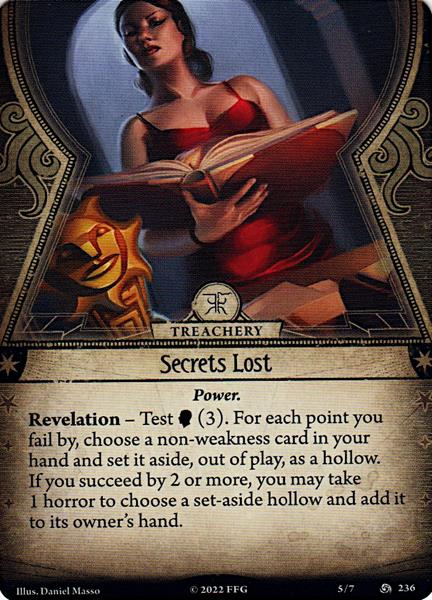 TREACHERY
Secrets Lost
Power.
Revelation – Test (3). For each point you
fail by, choose a non-weakness card in your
hand and set it aside, out of play, as a hollow.
If you succeed by 2 or more, you may take
1 horror to choose a set-aside hollow and add it
to its owner's hand.
Illus. Daniel Masso © 2022 FFG 5/7 236